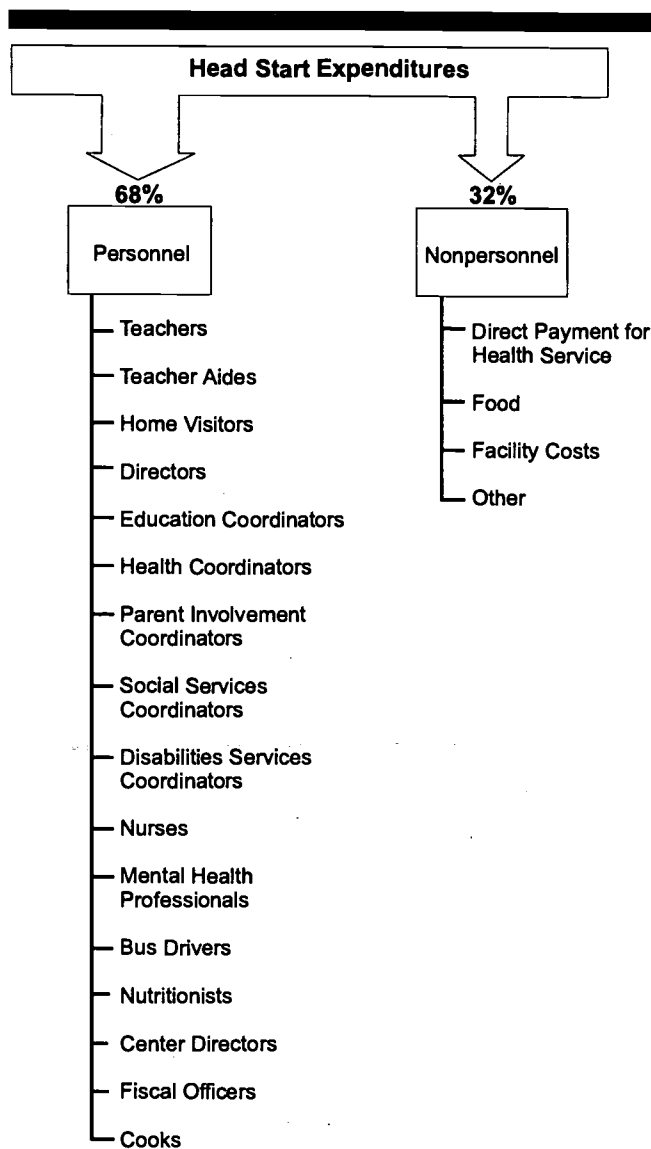 Head Start Expenditures
68%
Personnel
Teachers
Teacher Aides
Home Visitors
Directors
Education Coordinators
Health Coordinators
Parent Involvement
Coordinators
Social Services
Coordinators
Disabilities Services
Coordinators
Nurses
Mental Health
Professionals
Bus Drivers
Nutritionists
Center Directors
Fiscal Officers
Cooks
32%
Nonpersonnel
Direct Payment for
Health Service
Food
Facility Costs
Other